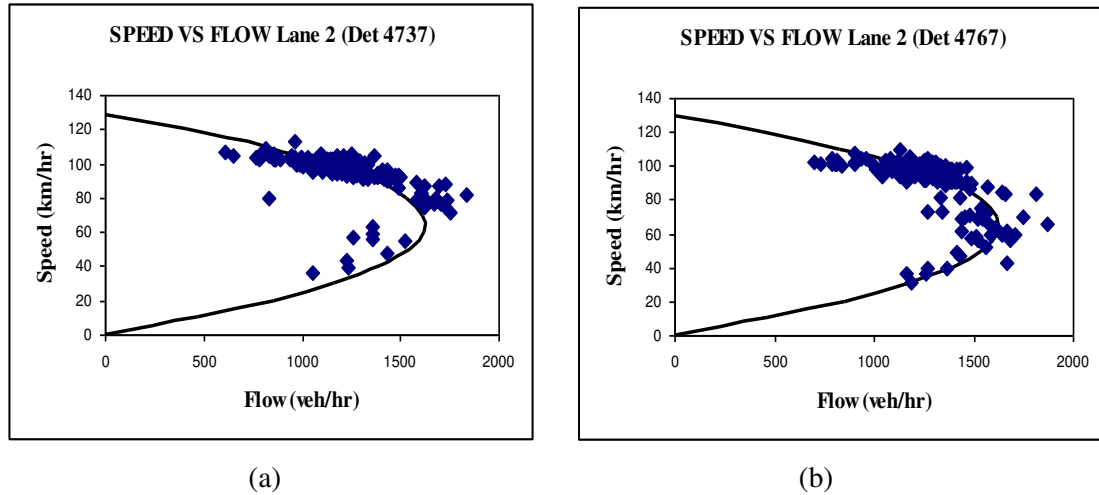 SPEED VS FLOW Lane 2 (Det 4737)
140
120
100
80
60
40
20
0
Speed (km/hr)
0 500 1000 1500 2000
Flow (veh/hr)
(a)
SPEED VS FLOW Lane 2 (Det 4767)
140
120
100
80
60
40
20
0
Speed (km/hr)
0 500 1000 1500 2000
Flow (veh/hr)
(b)